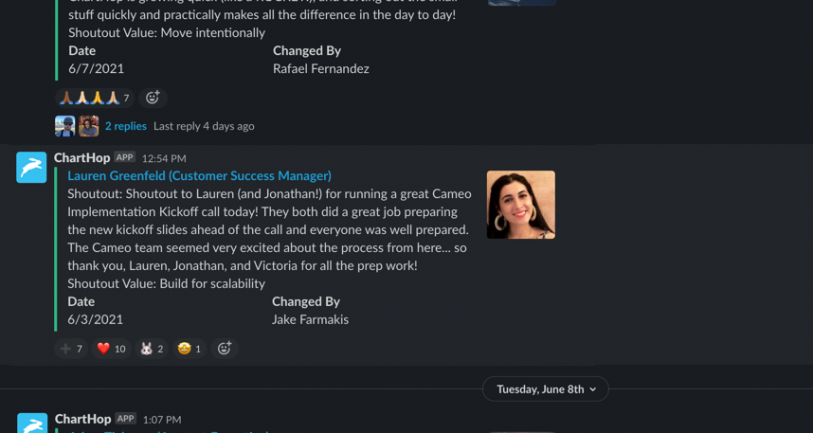 stuff quickly and practically makes all the difference in the day to day!
Shoutout Value: Move intentionally
Date Changed By
6/7/2021 Rafael Fernandez
7
2 replies Last reply 4 days ago
ChartHop APP 12:54 PM
Lauren Greenfeld (Customer Success Manager)
Shoutout: Shoutout to Lauren (and Jonathan!) for running a great Cameo
Implementation Kickoff call today! They both did a great job preparing
the new kickoff slides ahead of the call and everyone was well prepared.
The Cameo team seemed very excited about the process from here... so
thank you, Lauren, Jonathan, and Victoria for all the prep work!
Shoutout Value: Build for scalability
Date Changed By
6/3/2021 Jake Farmakis
7 10 2 1
Tuesday, June 8th
ChartHop APP 1:07 PM